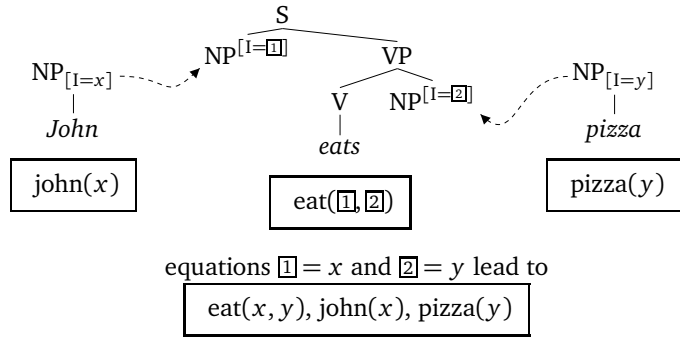 S
NP[I=1] VP
NP[I=x] NP[I=y]
V NP[I=2]
John pizza
eats
john(x) eat(1, 2) pizza(y)
equations 1 = x and 2 = y lead to
eat(x, y), john(x), pizza(y)